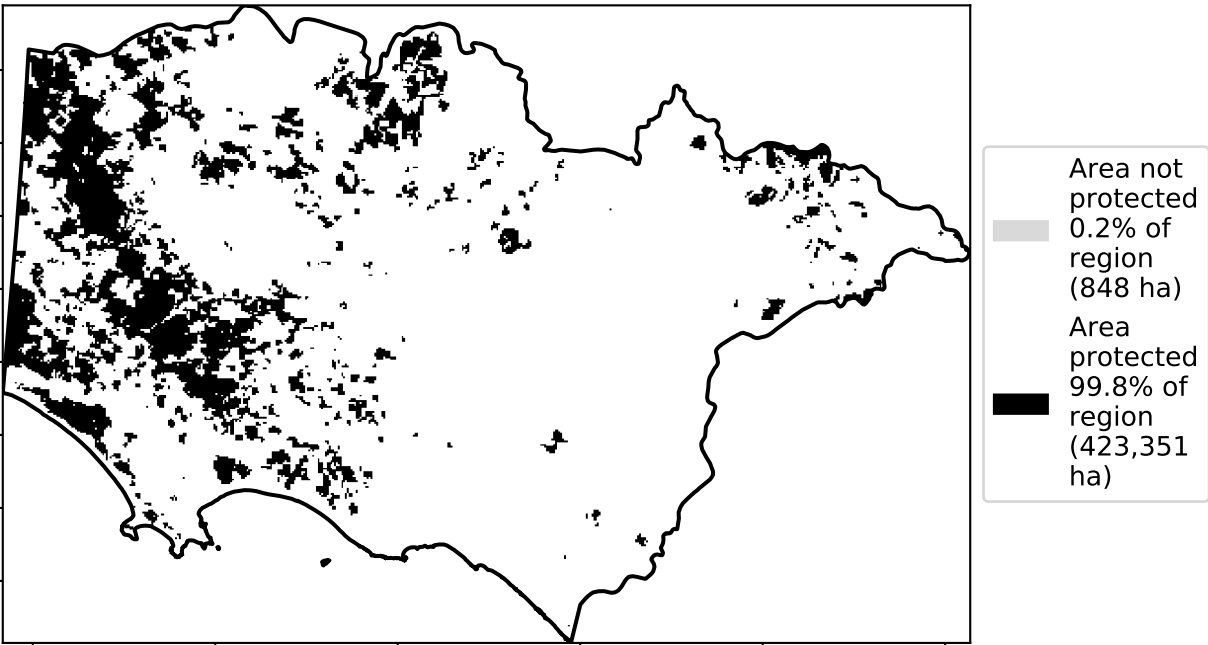 Area not
protected
0.2% of
region
(848 ha)
Area
protected
99.8% of
region
(423,351
ha)